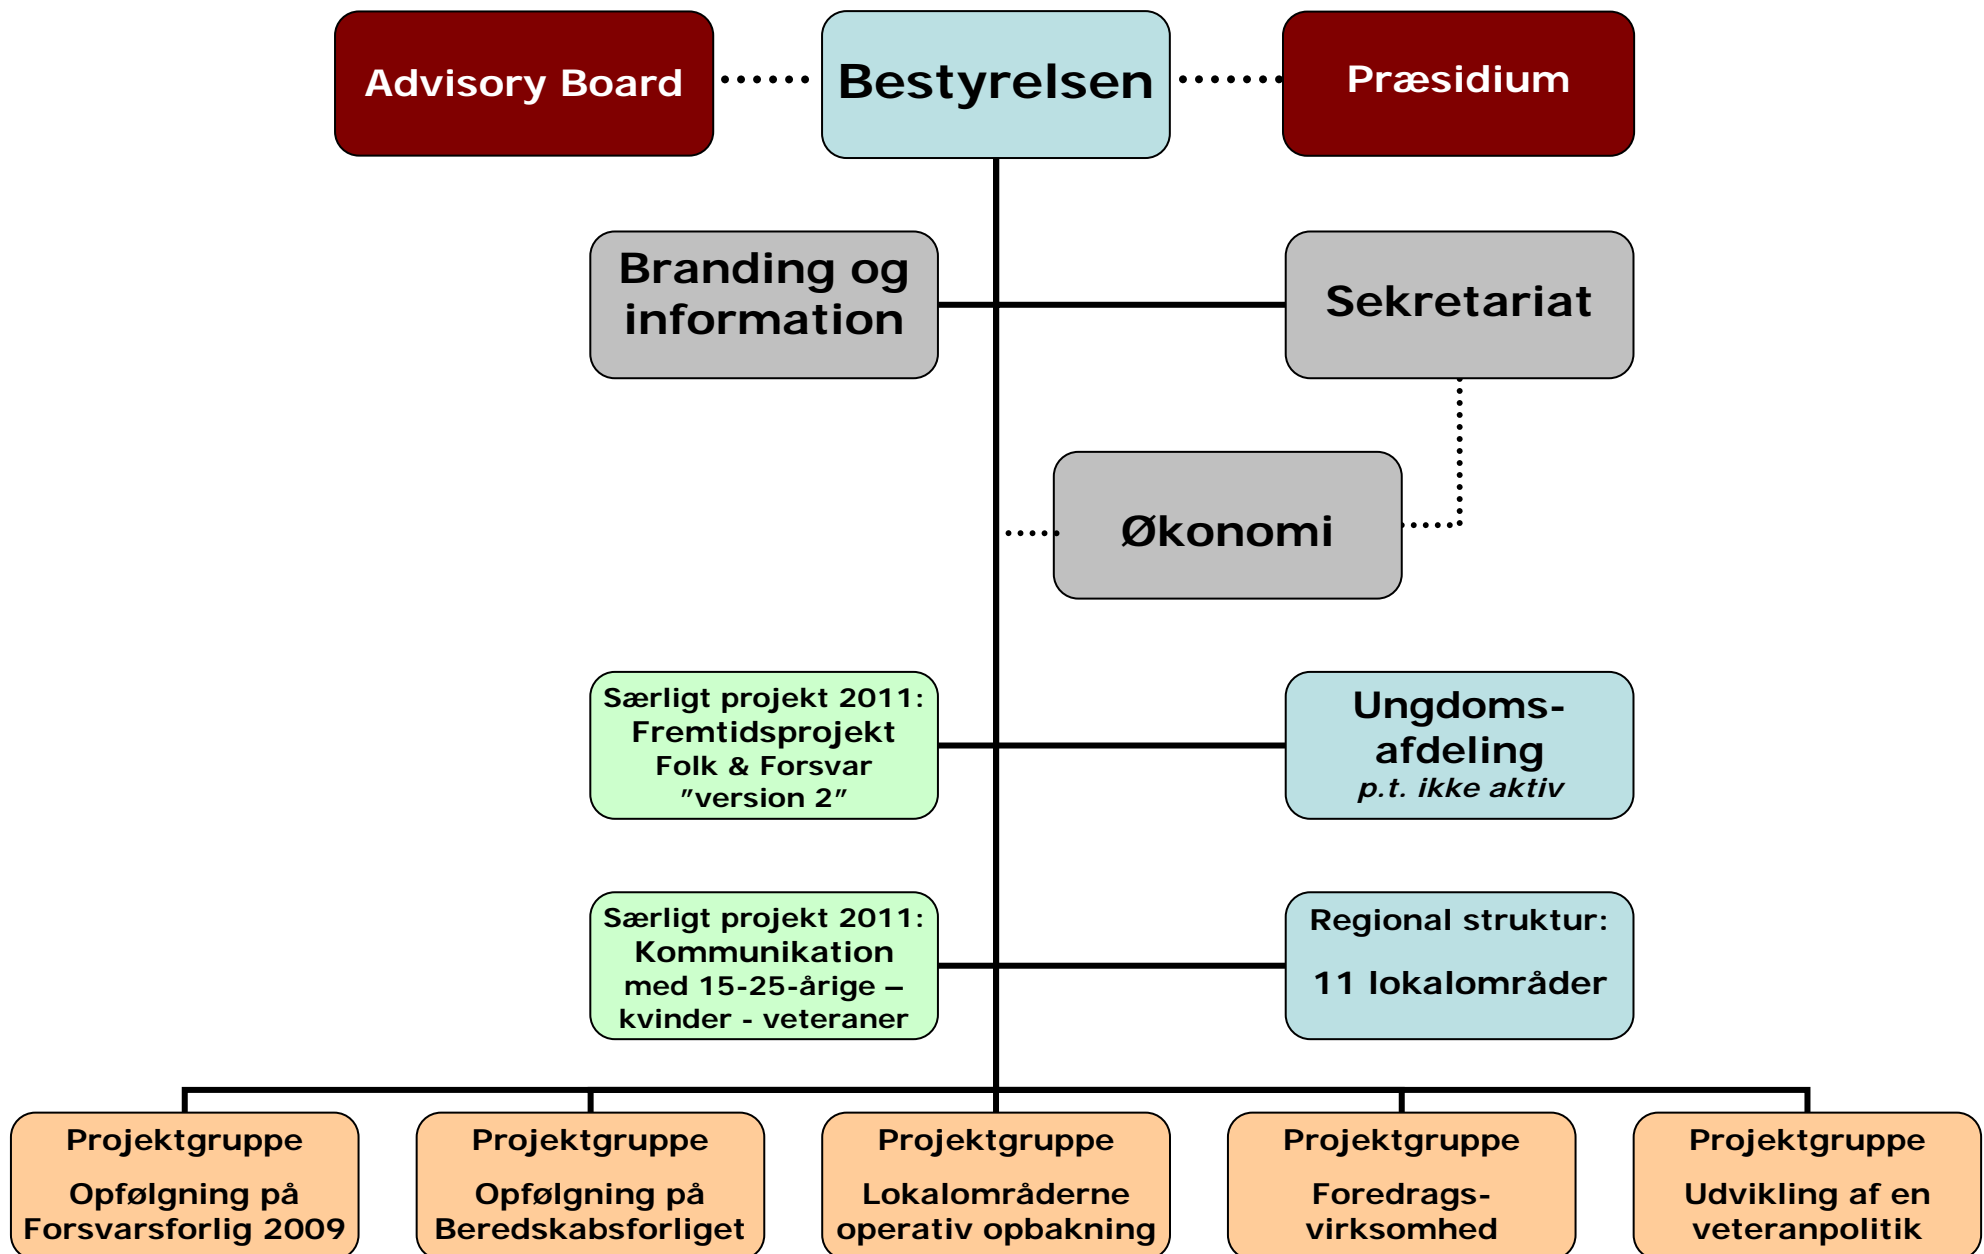 Advisory Board
Bestyrelsen
Præsidium
Branding og
information
Sekretariat
Økonomi
Særligt projekt 2011:
Fremtidsprojekt
Folk & Forsvar
”version 2”
Ungdoms-
afdeling
p.t. ikke aktiv
Særligt projekt 2011:
Kommunikation
med 15-25-årige –
kvinder - veteraner
Regional struktur:
11 lokalområder
Projektgruppe
Opfølgning på
Forsvarsforlig 2009
Projektgruppe
Opfølgning på
Beredskabsforliget
Projektgruppe
Lokalområderne
operativ opbakning
Projektgruppe
Foredrags-
virksomhed
Projektgruppe
Udvikling af en
veteranpolitik